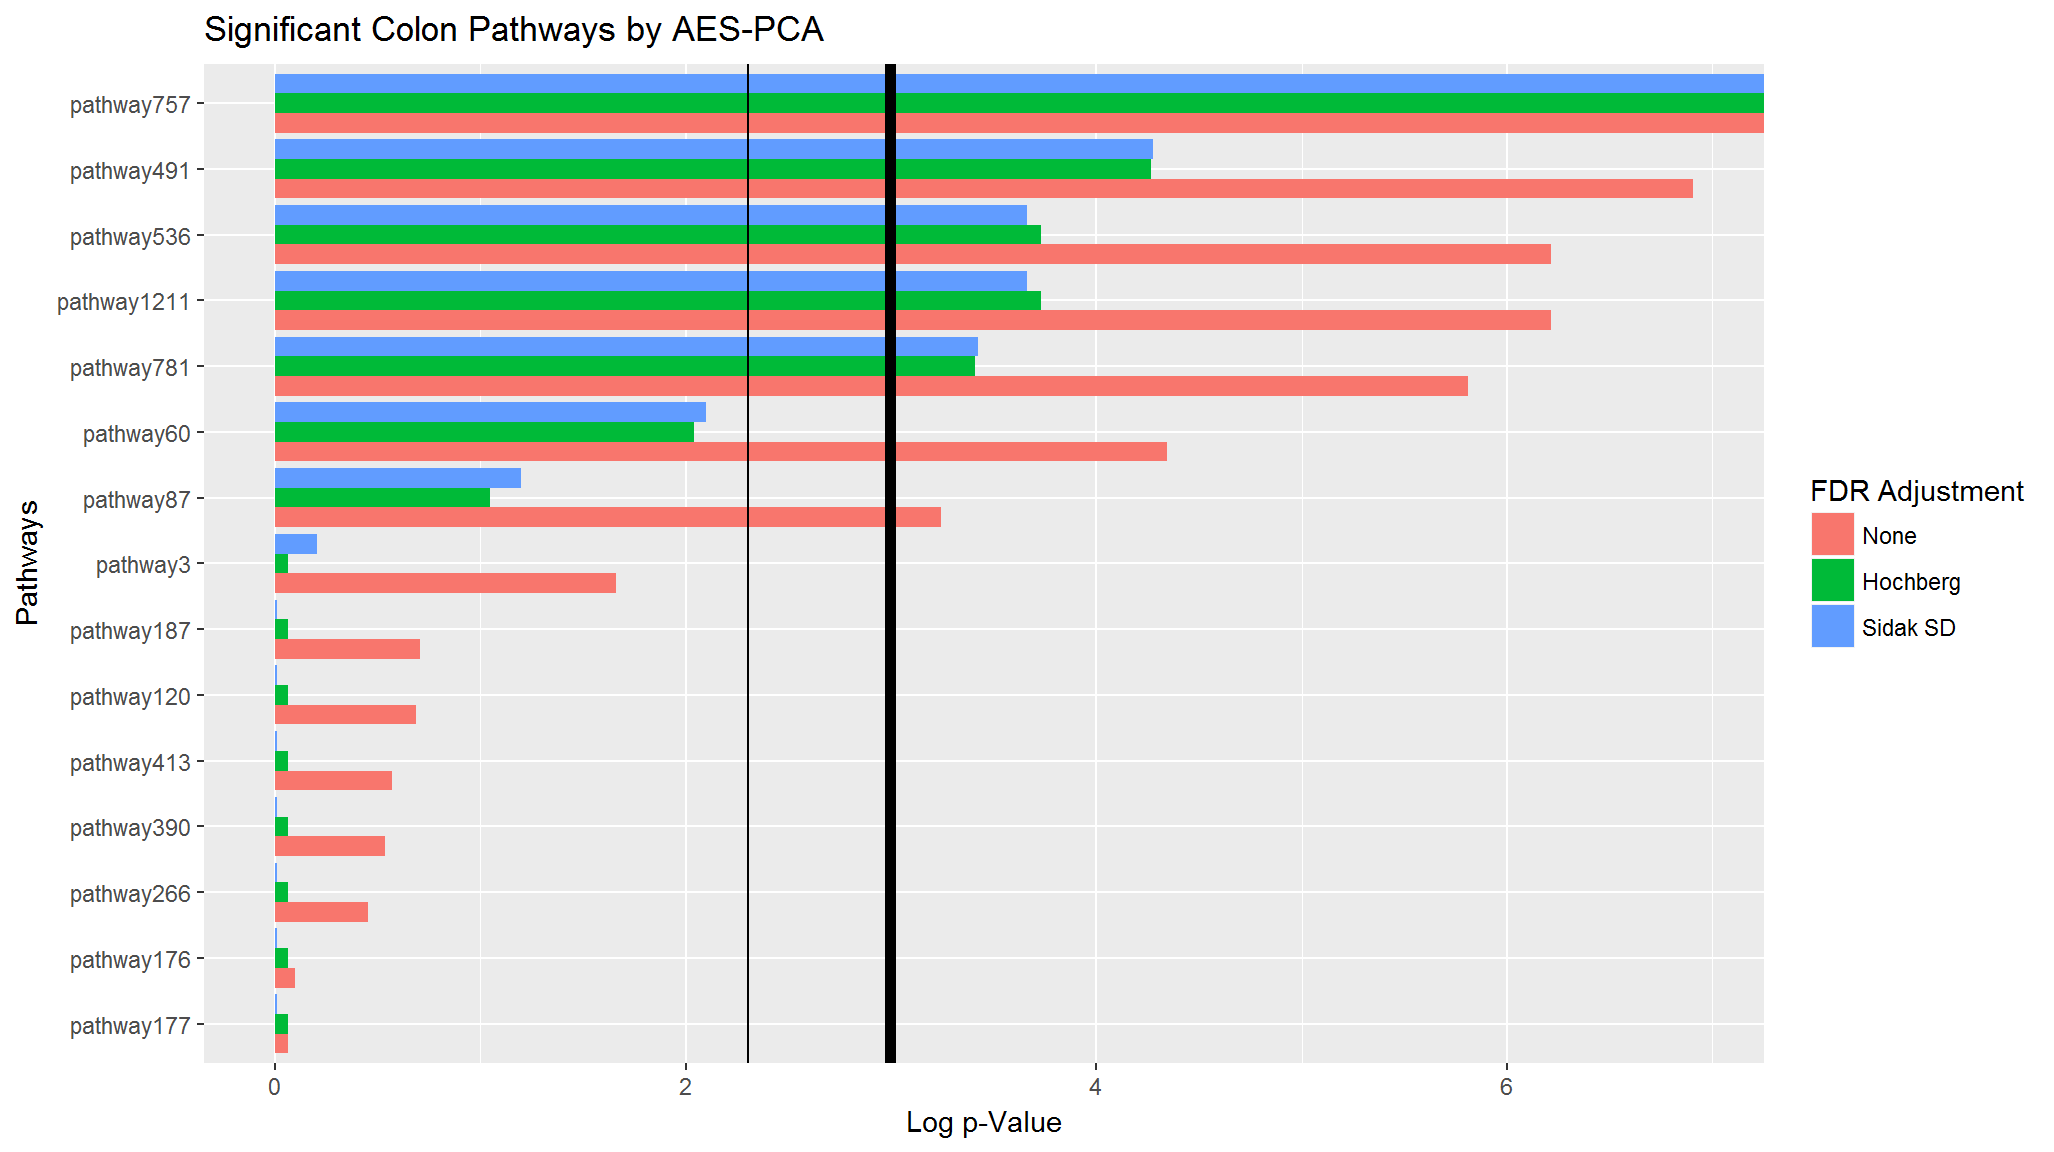 Significant Colon Pathways by AES-PCA
pathway757
pathway491
pathway536
pathway1211
pathway781
pathway60
pathway87
pathway3
pathway187
pathway120
pathway413
pathway390
pathway266
pathway176
pathway177
Pathways
0 2 4 6
Log p-Value
FDR Adjustment
None
Hochberg
Sidak SD